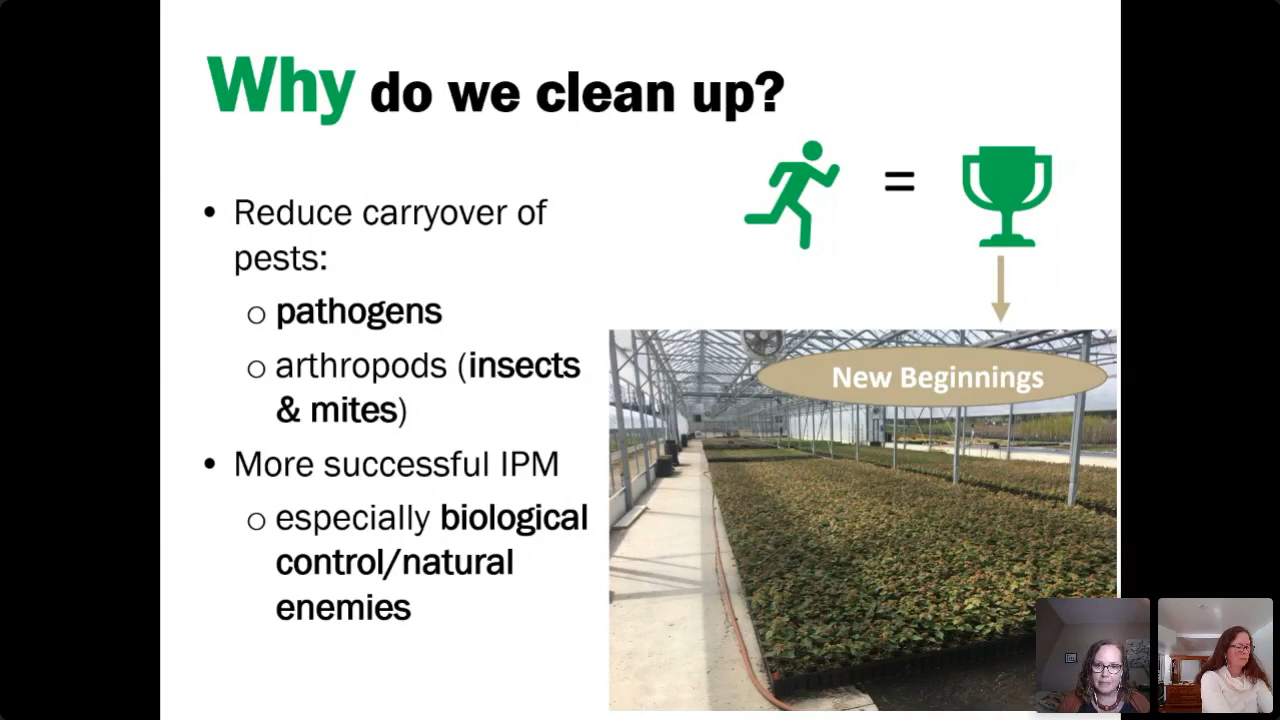 Why do we clean up?
=
• Reduce carryover of
pests:
o pathogens
o arthropods (insects
& mites)
• More successful IPM
o especially biological
control/natural
enemies
New Beginnings